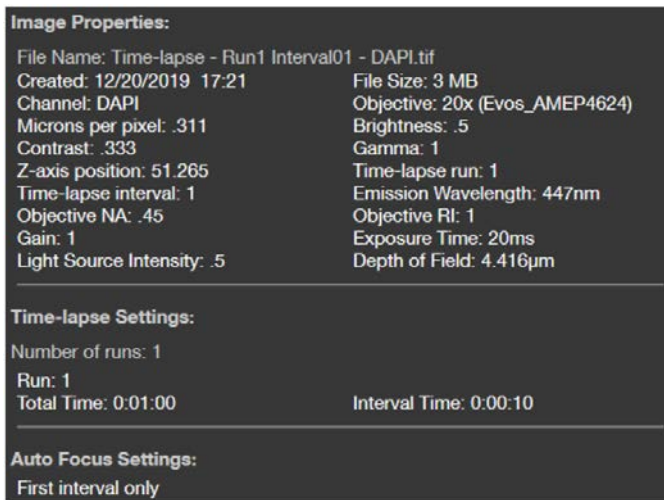 Image Properties:
File Name: Time-lapse - Run1 Interval01 - DAPI.tif
Created: 12/20/2019 17:21 File Size: 3 MB
Channel: DAPI Objective: 20x (Evos_AMEP4624)
Microns per pixel: .311 Brightness: .5
Contrast: .333 Gamma: 1
Z-axis position: 51.265 Time-lapse run: 1
Time-lapse interval: 1 Emission Wavelength: 447nm
Objective NA: .45 Objective RI: 1
Gain: 1 Exposure Time: 20ms
Light Source Intensity: .5 Depth of Field: 4.416µm
Time-lapse Settings:
Number of runs: 1
Run: 1
Total Time: 0:01:00 Interval Time: 0:00:10
Auto Focus Settings:
First interval only